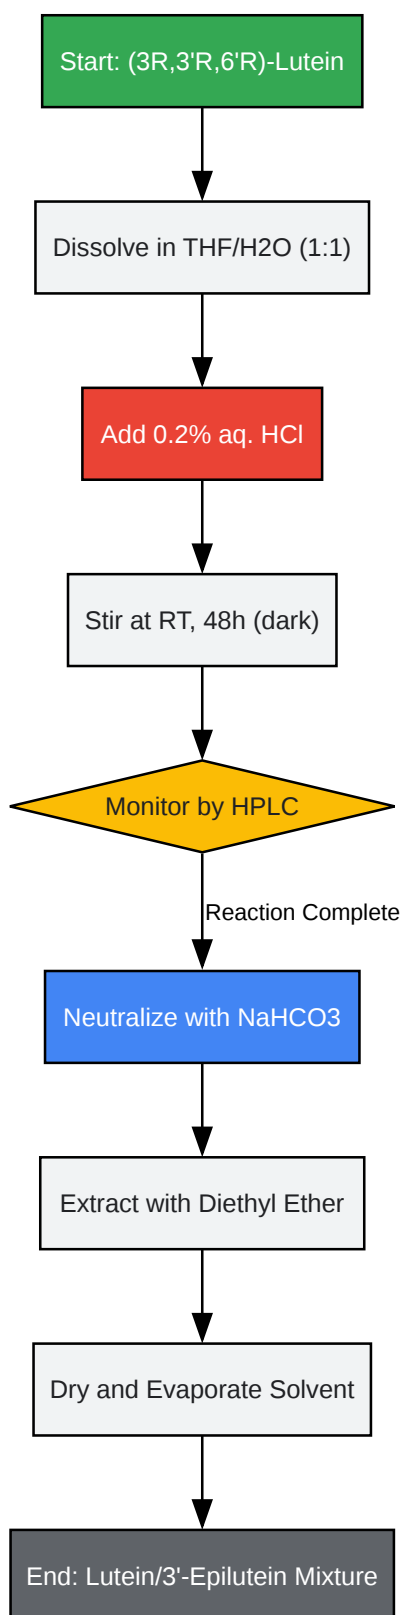 Start: (3R,3'R,6'R)-Lutein
Dissolve in THF/H2O (1:1)
Add 0.2% aq. HCl
Stir at RT, 48h (dark)
Monitor by HPLC
Reaction Complete
Neutralize with NaHCO3
Extract with Diethyl Ether
Dry and Evaporate Solvent
End: Lutein/3'-Epilutein Mixture